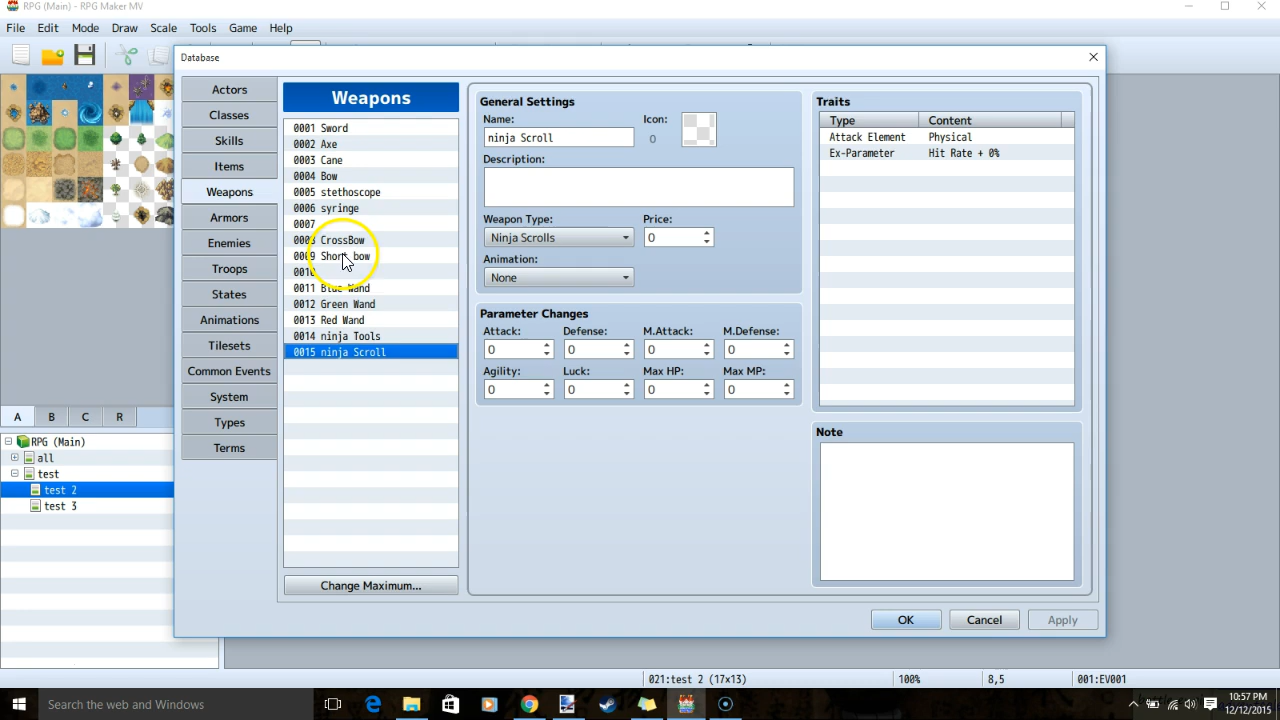 RPG (Main) - RPG Maker MV
File Edit Mode Draw Scale Tools Game Help
Database
Actors
Classes
Skills
Items
Weapons
Armors
Enemies
Troops
States
Animations
Tilesets
Common Events
System
Types
Terms
Weapons
0001 Sword
0002 Axe
0003 Cane
0004 Bow
0005 stethoscope
0006 syringe
0007
0008 CrossBow
0009 Short bow
0010
0011 Blue Wand
0012 Green Wand
0013 Red Wand
0014 ninja Tools
0015 ninja Scroll
Change Maximum...
General Settings
Name: Icon:
ninja Scroll 0
Description:
Weapon Type: Price:
Ninja Scrolls 0
Animation:
None
Parameter Changes
Attack: Defense: M.Attack: M.Defense:
0 0 0 0
Agility: Luck: Max HP: Max MP:
0 0 0 0
Traits
Type Content
Attack Element Physical
Ex-Parameter Hit Rate + 0%
Note
OK Cancel Apply
A B C R
RPG (Main)
all
test
test 2
test 3
021:test 2 (17x13) 100% 8,5 001:EV001
Search the web and Windows
10:57 PM
12/12/2015